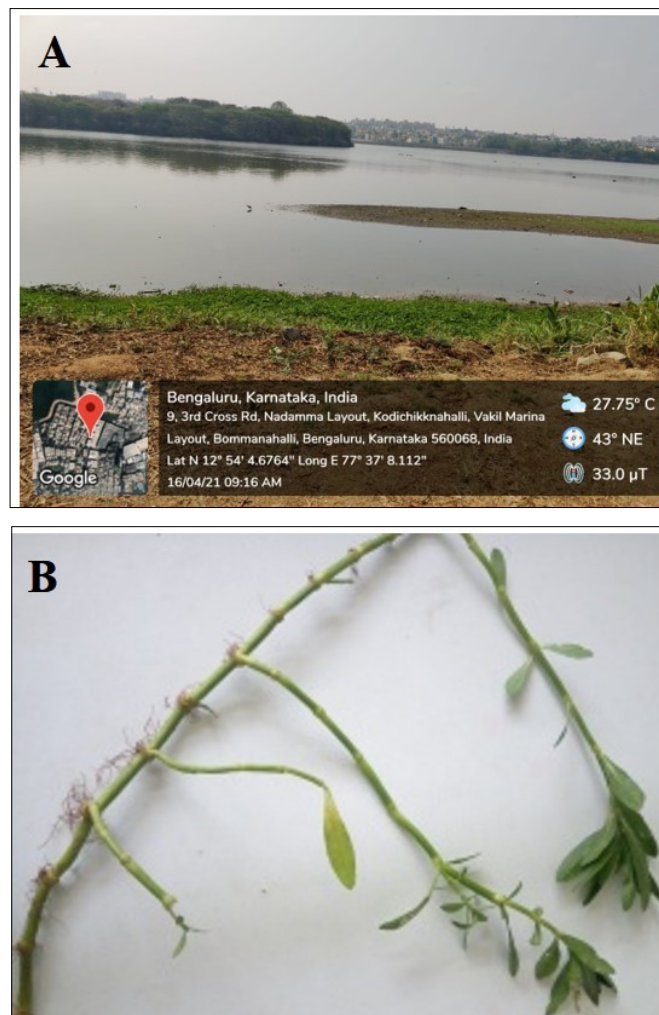 A
Bengaluru, Karnataka, India
9, 3rd Cross Rd, Nadamma Layout, Kodichikknahalli, Vakil Marina
Layout, Bommanahalli, Bengaluru, Karnataka 560068, India
Lat N 12° 54' 4.6764" Long E 77° 37' 8.112"
16/04/21 09:16 AM
Google
27.75° C
43° NE
33.0 µT
B